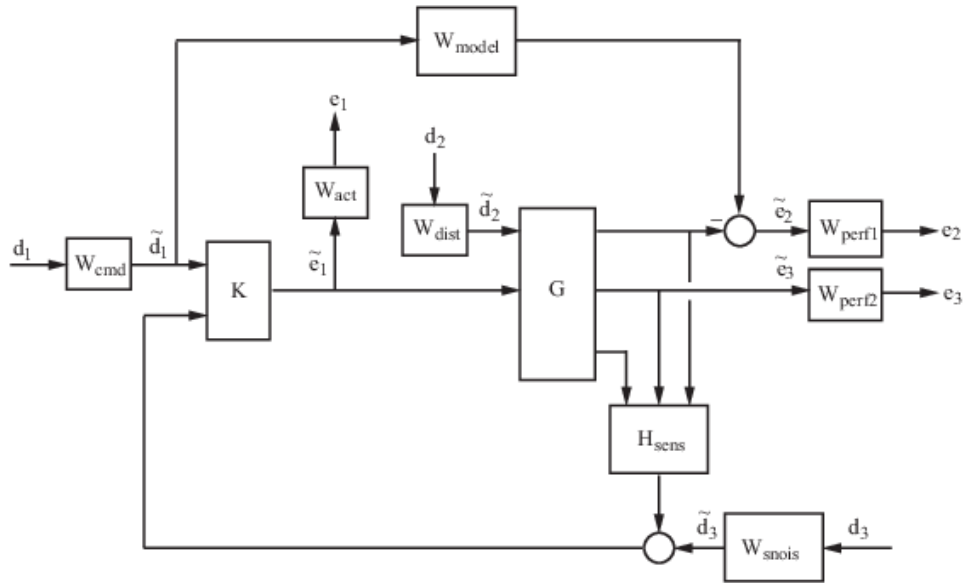 W_model
e_1
d_2
W_act
W_dist
d̃_2
d_1
W_cmd
d̃_1
K
ẽ_1
G
−
ẽ_2
W_perf1
e_2
ẽ_3
W_perf2
e_3
H_sens
d̃_3
W_snois
d_3